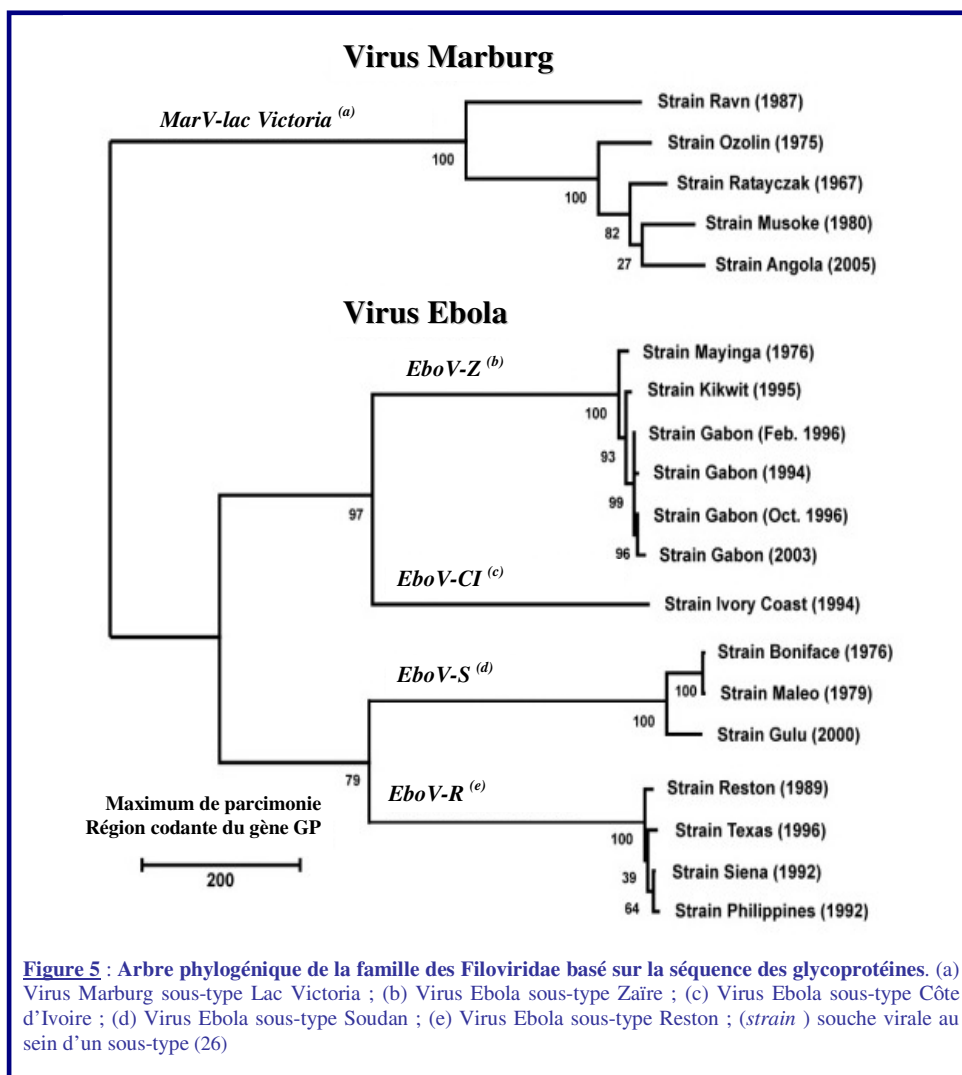 Virus Marburg
MarV-lac Victoria (a)
Strain Ravn (1987)
100
Strain Ozolin (1975)
100
Strain Ratayczak (1967)
82
Strain Musoke (1980)
27
Strain Angola (2005)
Virus Ebola
EboV-Z (b)
Strain Mayinga (1976)
100
Strain Kikwit (1995)
93
Strain Gabon (Feb. 1996)
Strain Gabon (1994)
99
Strain Gabon (Oct. 1996)
96
Strain Gabon (2003)
97
EboV-CI (c)
Strain Ivory Coast (1994)
EboV-S (d)
Strain Boniface (1976)
100
Strain Maleo (1979)
100
Strain Gulu (2000)
79
EboV-R (e)
Strain Reston (1989)
100
Strain Texas (1996)
39
Strain Siena (1992)
64
Strain Philippines (1992)
Maximum de parcimonie
Région codante du gène GP
200
Figure 5 : Arbre phylogénique de la famille des Filoviridae basé sur la séquence des glycoprotéines. (a)
Virus Marburg sous-type Lac Victoria ; (b) Virus Ebola sous-type Zaïre ; (c) Virus Ebola sous-type Côte
d'Ivoire ; (d) Virus Ebola sous-type Soudan ; (e) Virus Ebola sous-type Reston ; (strain ) souche virale au
sein d'un sous-type (26)